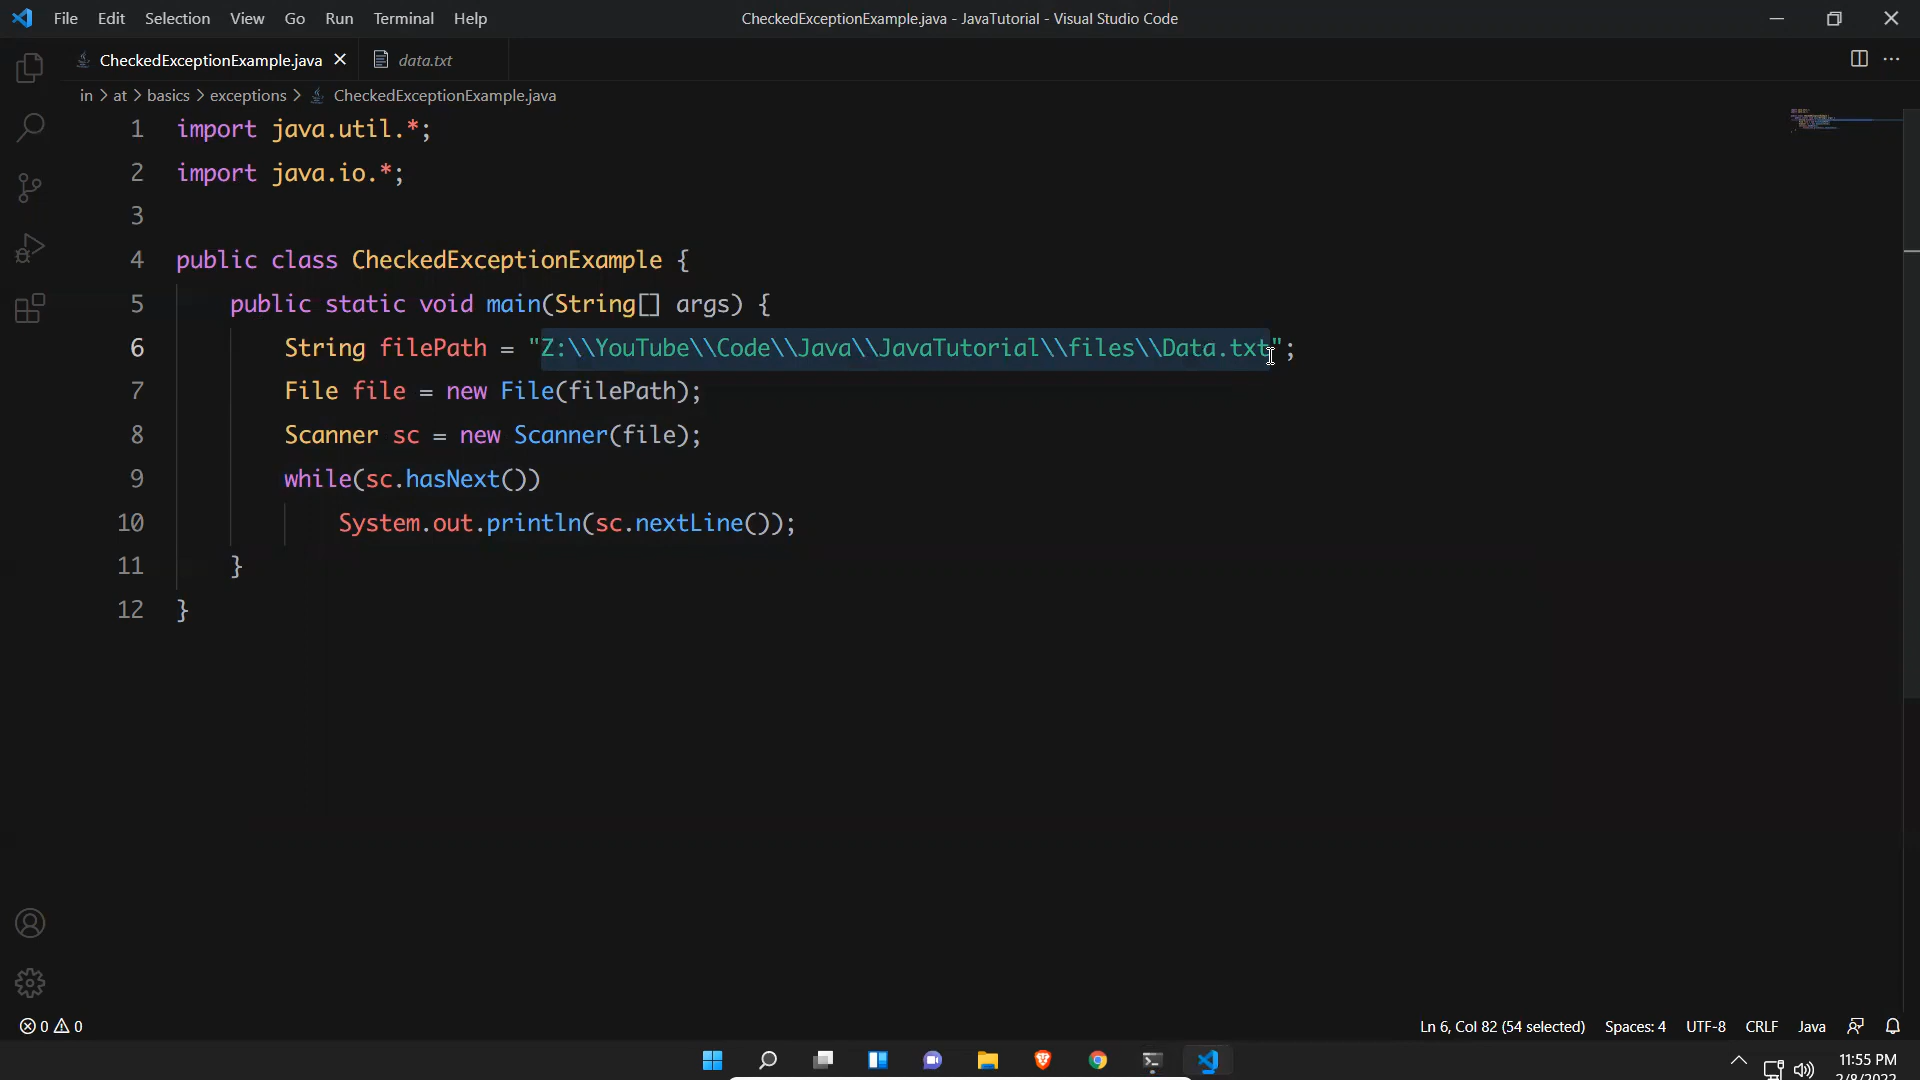 File Edit Selection View Go Run Terminal Help
CheckedExceptionExample.java - JavaTutorial - Visual Studio Code
CheckedExceptionExample.java data.txt
in > at > basics > exceptions > CheckedExceptionExample.java
1 import java.util.*;
2 import java.io.*;
3
4 public class CheckedExceptionExample {
5 public static void main(String[] args) {
6 String filePath = "Z:\\YouTube\\Code\\Java\\JavaTutorial\\files\\Data.txt";
7 File file = new File(filePath);
8 Scanner sc = new Scanner(file);
9 while(sc.hasNext())
10 System.out.println(sc.nextLine());
11 }
12 }
0 0 Ln 6, Col 82 (54 selected) Spaces: 4 UTF-8 CRLF Java
11:55 PM
2/8/2022